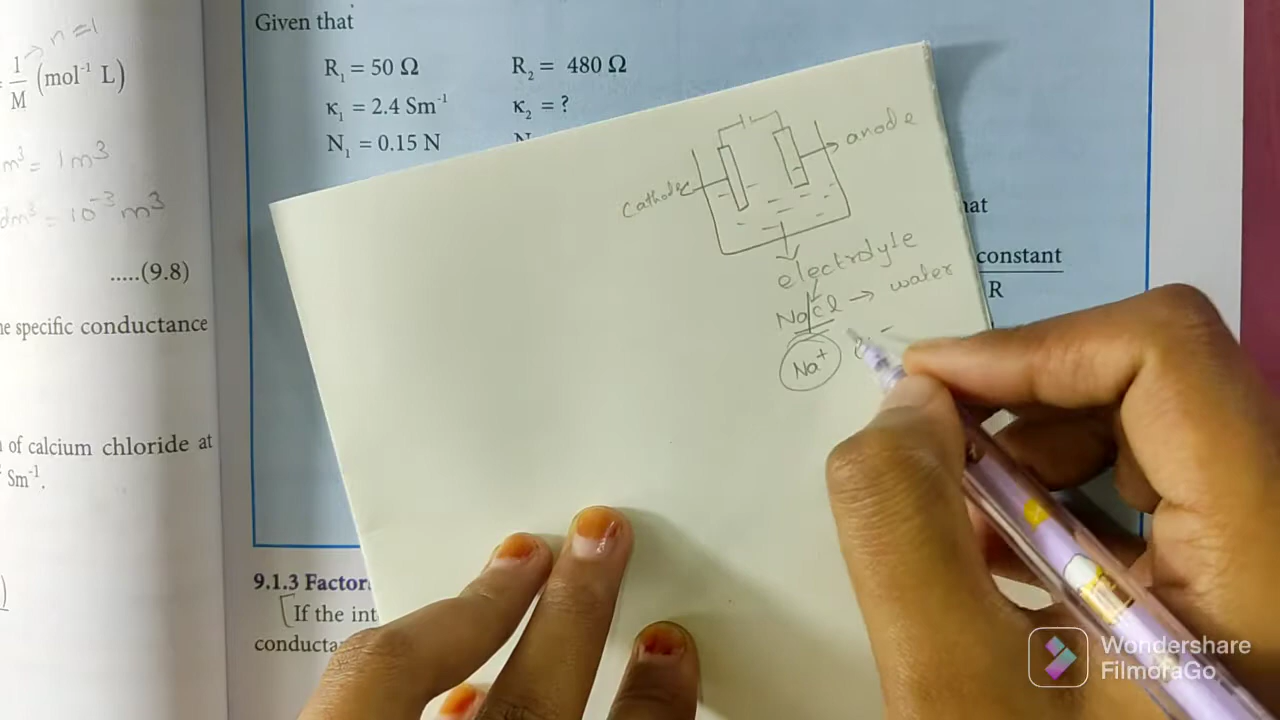 n = 1
1
M
(mol⁻¹ L)
m³ = 1m³
dm³ = 10⁻³ m³
.....(9.8)
he specific conductance
of calcium chloride at
Sm⁻¹.
)
Given that
R₁ = 50 Ω R₂ = 480 Ω
κ₁ = 2.4 Sm⁻¹ κ₂ = ?
N₁ = 0.15 N
anode
Cathode
electrolyte
NaCl → water
Na⁺
constant
R
9.1.3 Factor
If the int
conducta
Wondershare
FilmoraGo